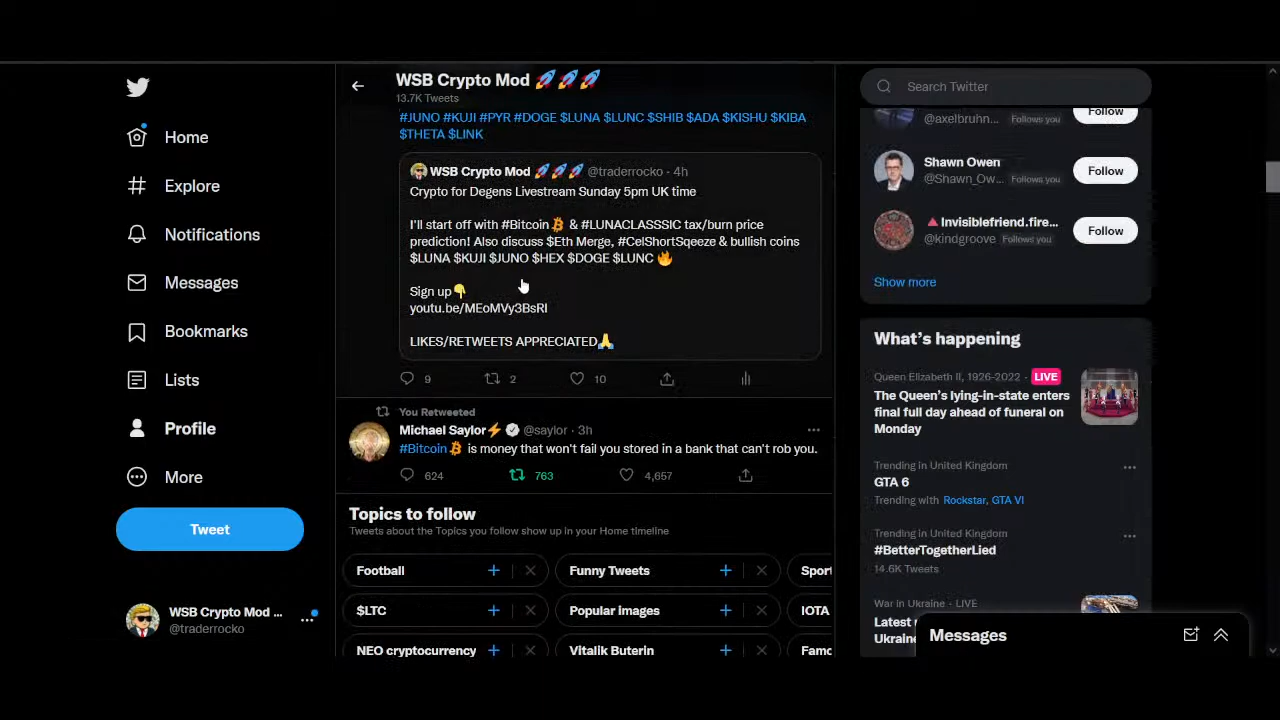 Home
Explore
Notifications
Messages
Bookmarks
Lists
Profile
More
Tweet
WSB Crypto Mod ...
@traderrocko
WSB Crypto Mod 🚀🚀🚀
13.7K Tweets
#JUNO #KUJI #PYR #DOGE $LUNA $LUNC $SHIB $ADA $KISHU $KIBA
$THETA $LINK
WSB Crypto Mod 🚀🚀🚀 @traderrocko · 4h
Crypto for Degens Livestream Sunday 5pm UK time
I'll start off with #Bitcoin & #LUNACLASSSIC tax/burn price
prediction! Also discuss $Eth Merge, #CelShortSqeeze & bullish coins
$LUNA $KUJI $JUNO $HEX $DOGE $LUNC 🔥
Sign up👇
youtu.be/MEoMVy3BsRI
LIKES/RETWEETS APPRECIATED🙏
9 2 10
You Retweeted
Michael Saylor⚡ @saylor · 3h
#Bitcoin is money that won't fail you stored in a bank that can't rob you.
624 763 4,657
Topics to follow
Tweets about the Topics you follow show up in your Home timeline
Football
Funny Tweets
$LTC
Popular images
IOTA
NEO cryptocurrency
Vitalik Buterin
Search Twitter
@axelbruhn... Follows you
Follow
Shawn Owen
@Shawn_Ow... Follows you
Follow
🔺Invisiblefriend.fire...
@kindgroove Follows you
Follow
Show more
What's happening
Queen Elizabeth II, 1926-2022 · LIVE
The Queen's lying-in-state enters
final full day ahead of funeral on
Monday
Trending in United Kingdom
GTA 6
Trending with Rockstar, GTA VI
Trending in United Kingdom
#BetterTogetherLied
14.6K Tweets
War in Ukraine · LIVE
Latest
Ukraine
Messages